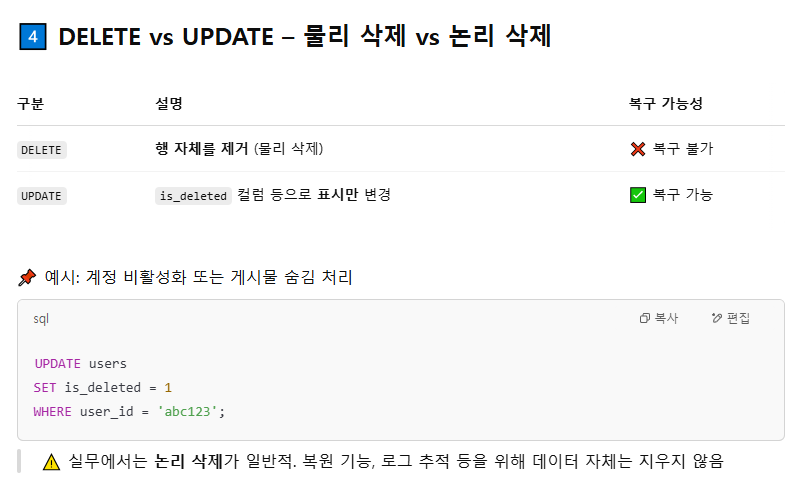 4 DELETE vs UPDATE – 물리 삭제 vs 논리 삭제
구분 설명 복구 가능성
DELETE 행 자체를 제거 (물리 삭제) ❌ 복구 불가
UPDATE is_deleted 컬럼 등으로 표시만 변경 ✅ 복구 가능
📌 예시: 계정 비활성화 또는 게시물 숨김 처리
sql 복사 편집
UPDATE users
SET is_deleted = 1
WHERE user_id = 'abc123';
⚠️ 실무에서는 논리 삭제가 일반적. 복원 기능, 로그 추적 등을 위해 데이터 자체는 지우지 않음